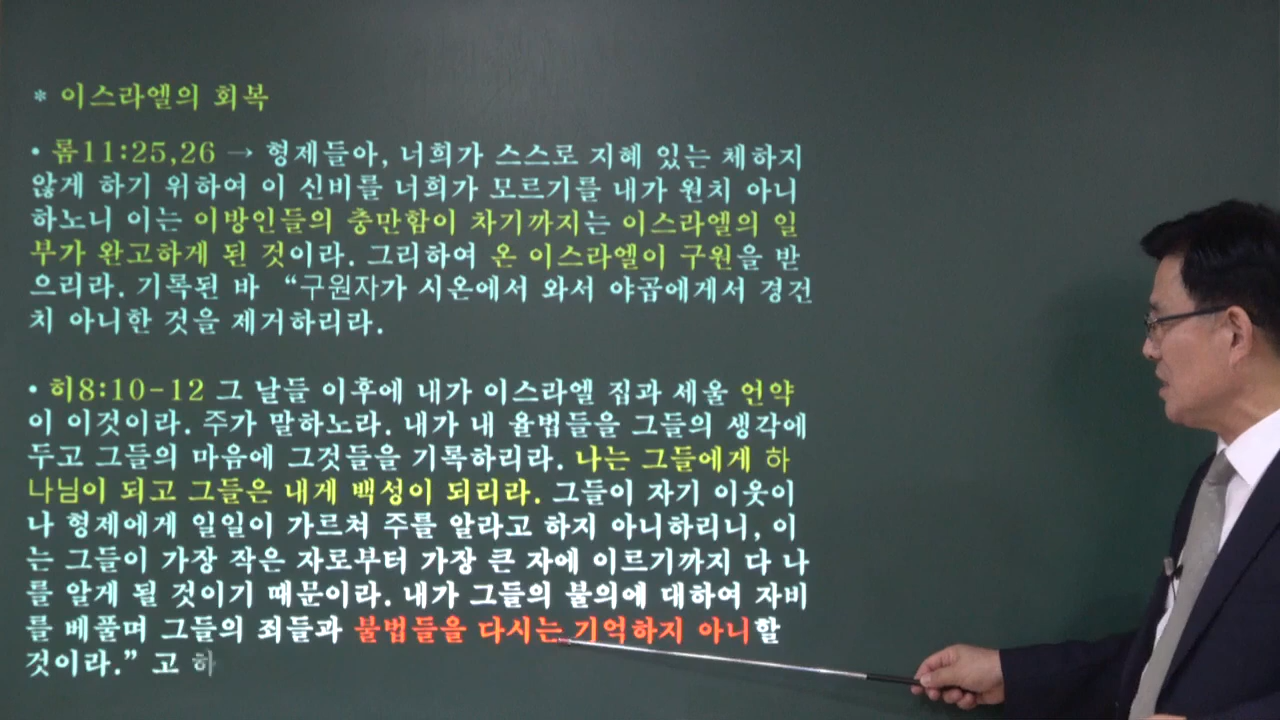 * 이스라엘의 회복
• 롬11:25,26 → 형제들아, 너희가 스스로 지혜 있는 체하지
않게 하기 위하여 이 신비를 너희가 모르기를 내가 원치 아니
하노니 이는 이방인들의 충만함이 차기까지는 이스라엘의 일
부가 완고하게 된 것이라. 그리하여 온 이스라엘이 구원을 받
으리라. 기록된 바 “구원자가 시온에서 와서 야곱에게서 경건
치 아니한 것을 제거하리라.
• 히8:10-12 그 날들 이후에 내가 이스라엘 집과 세울 언약
이 이것이라. 주가 말하노라. 내가 내 율법들을 그들의 생각에
두고 그들의 마음에 그것들을 기록하리라. 나는 그들에게 하
나님이 되고 그들은 내게 백성이 되리라. 그들이 자기 이웃이
나 형제에게 일일이 가르쳐 주를 알라고 하지 아니하리니, 이
는 그들이 가장 작은 자로부터 가장 큰 자에 이르기까지 다 나
를 알게 될 것이기 때문이라. 내가 그들의 불의에 대하여 자비
를 베풀며 그들의 죄들과 불법들을 다시는 기억하지 아니할
것이라.” 고 하